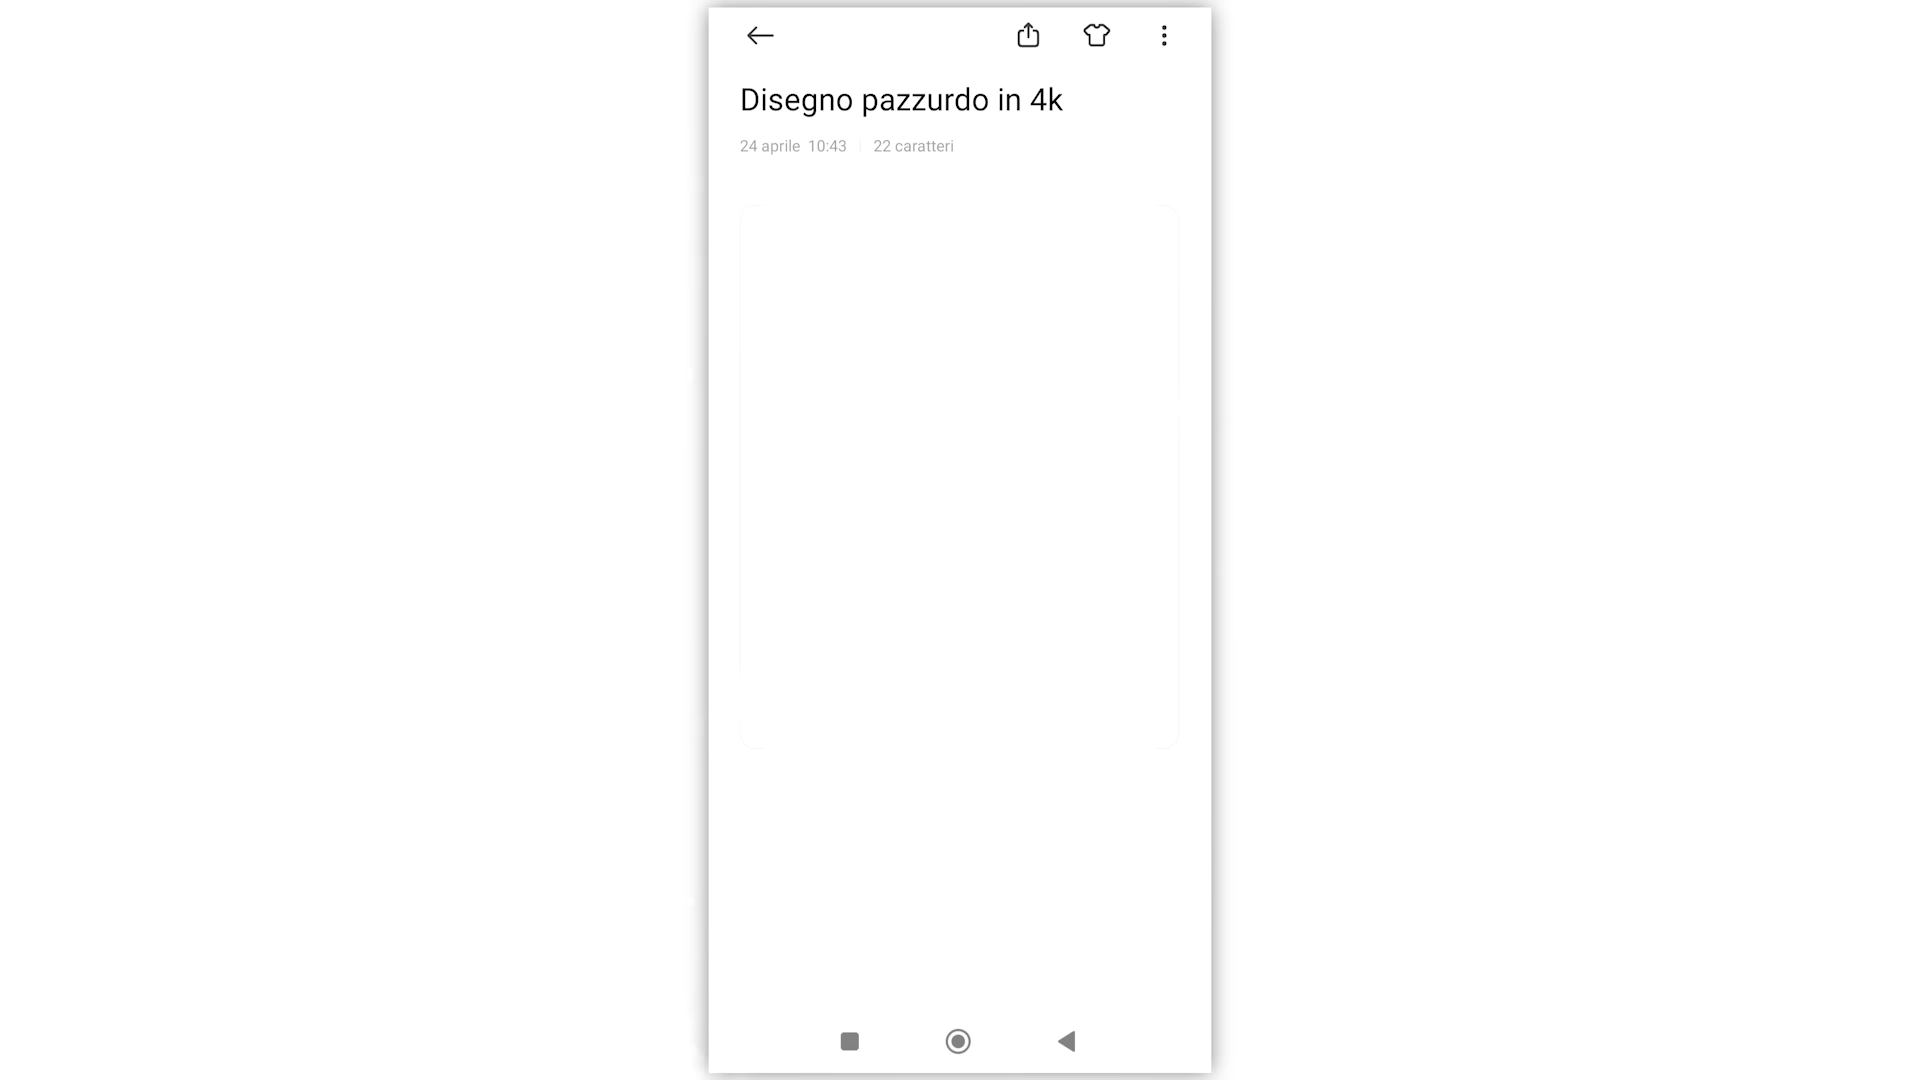 Disegno pazzurdo in 4k
24 aprile 10:43 | 22 caratteri